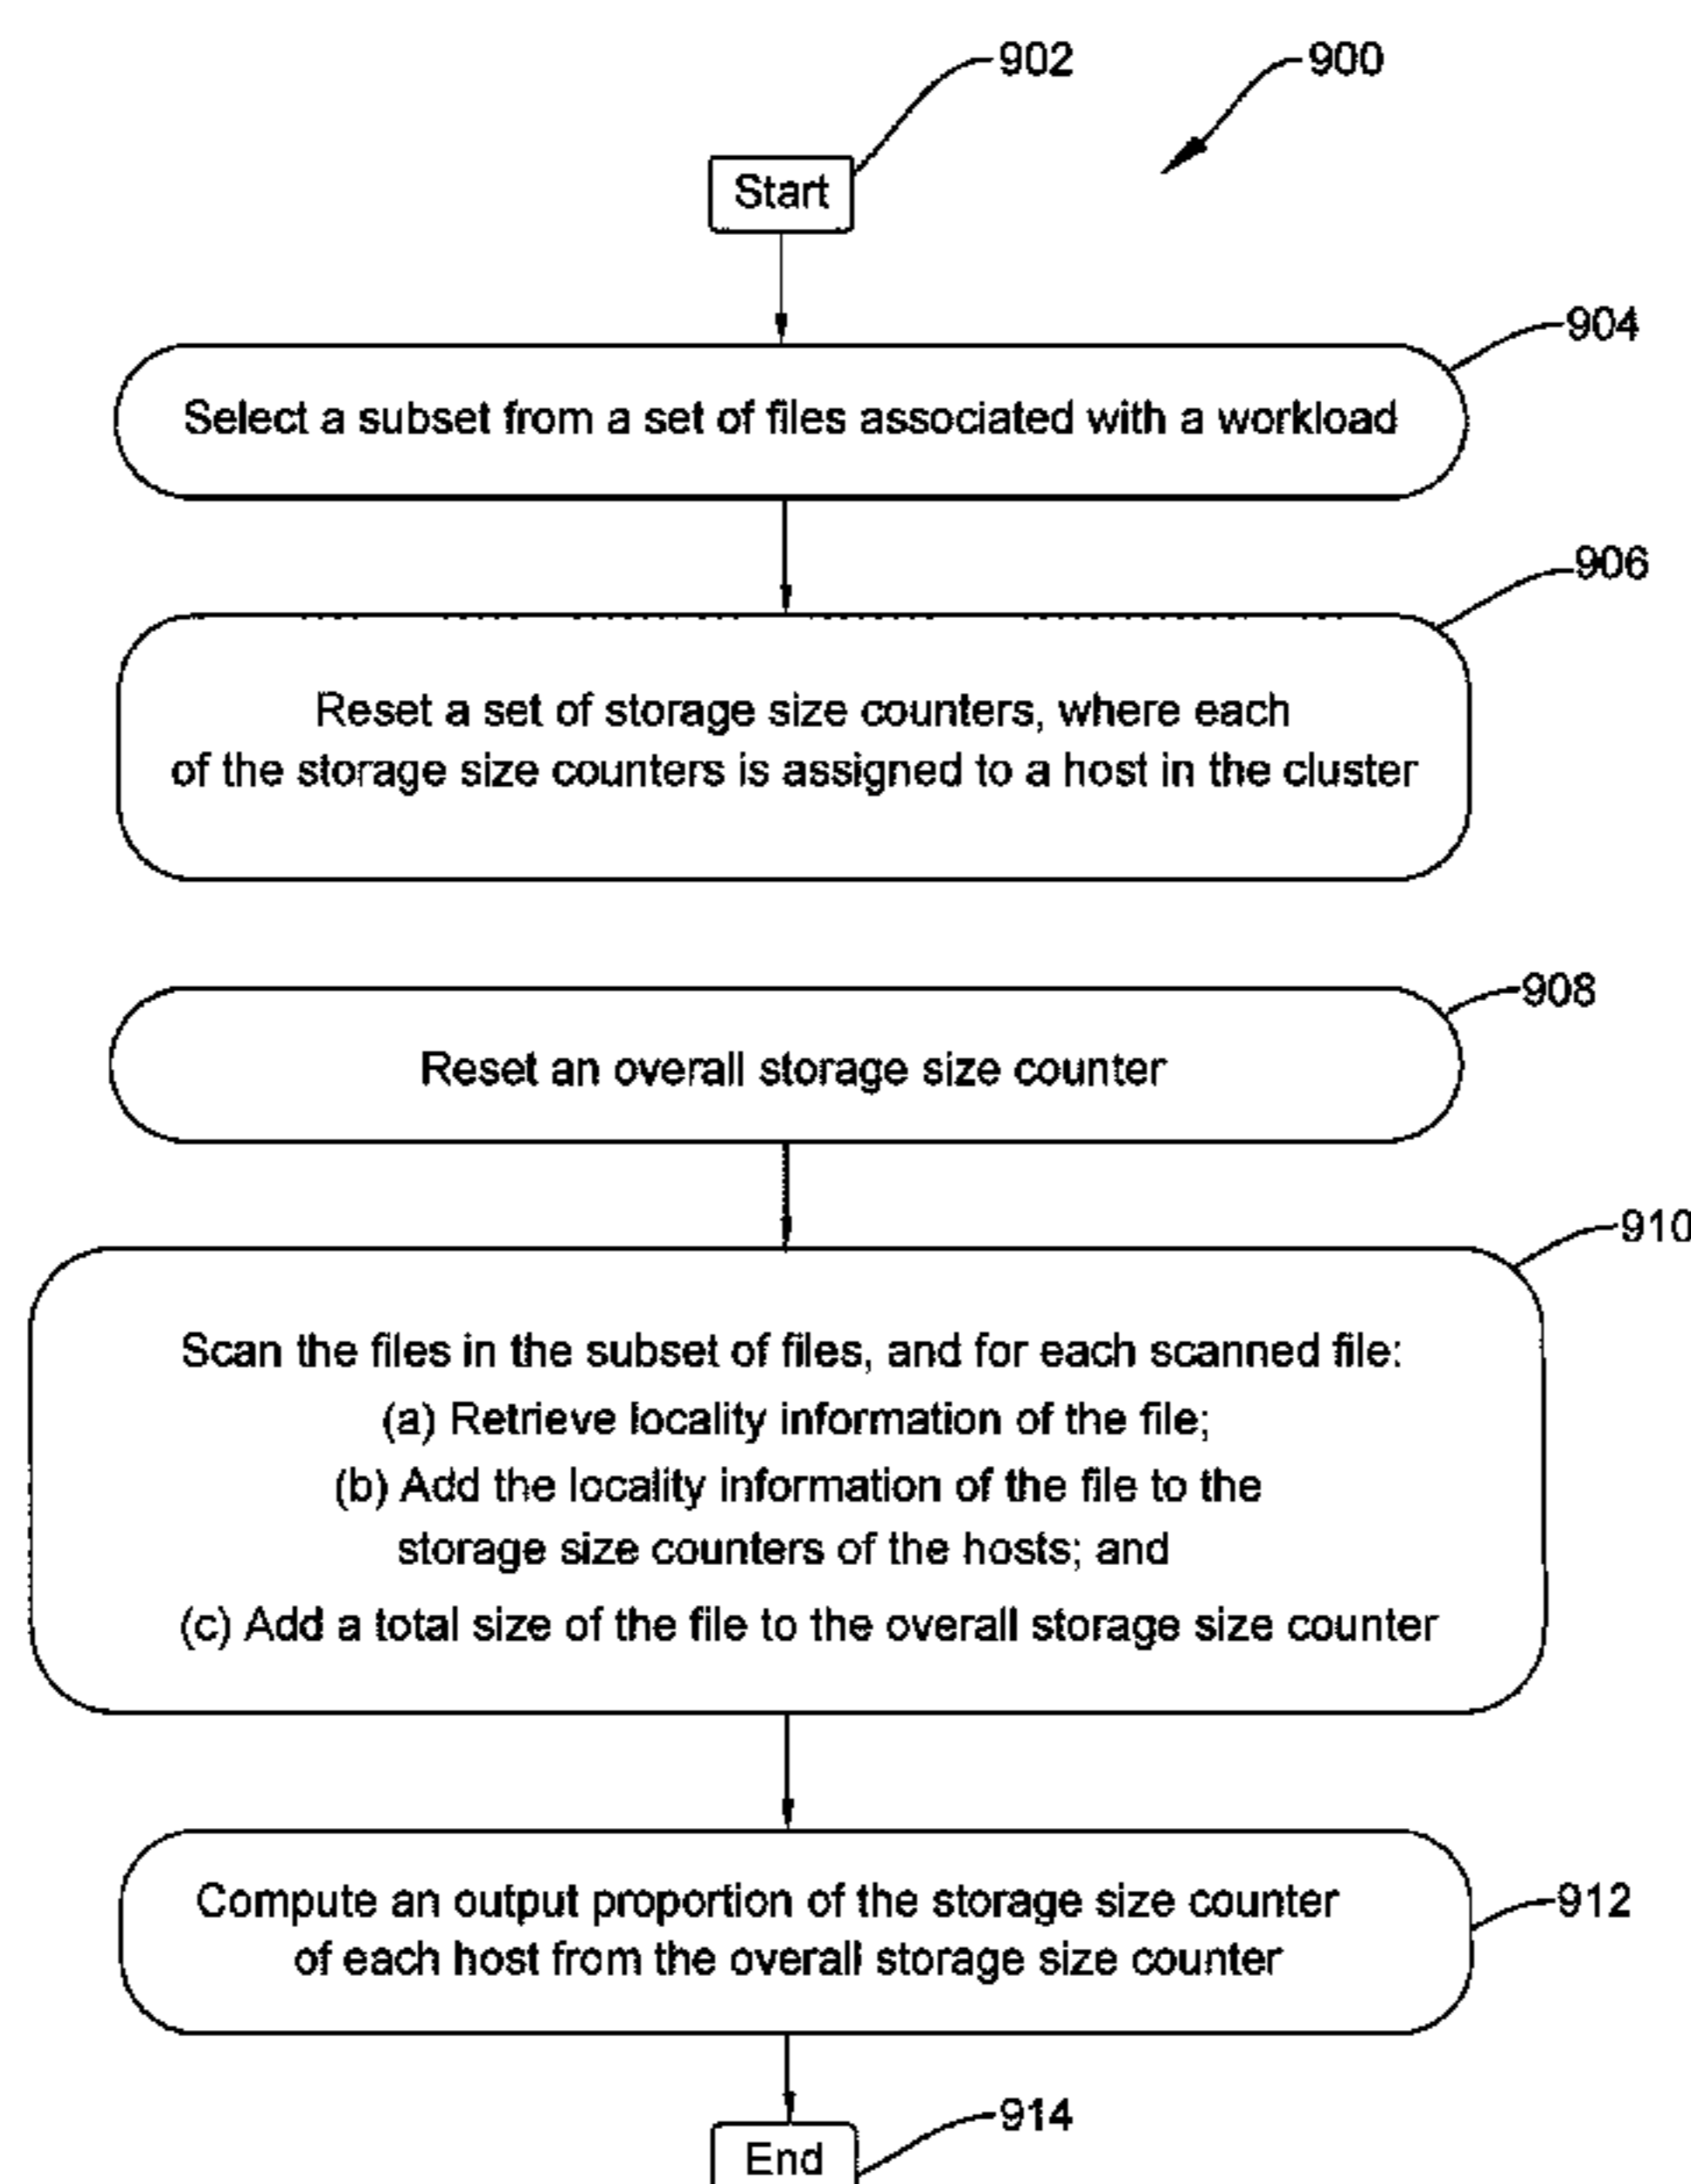 902
900
Start
904
Select a subset from a set of files associated with a workload
906
Reset a set of storage size counters, where each
of the storage size counters is assigned to a host in the cluster
908
Reset an overall storage size counter
910
Scan the files in the subset of files, and for each scanned file:
(a) Retrieve locality information of the file;
(b) Add the locality information of the file to the
storage size counters of the hosts; and
(c) Add a total size of the file to the overall storage size counter
Compute an output proportion of the storage size counter
of each host from the overall storage size counter
912
914
End